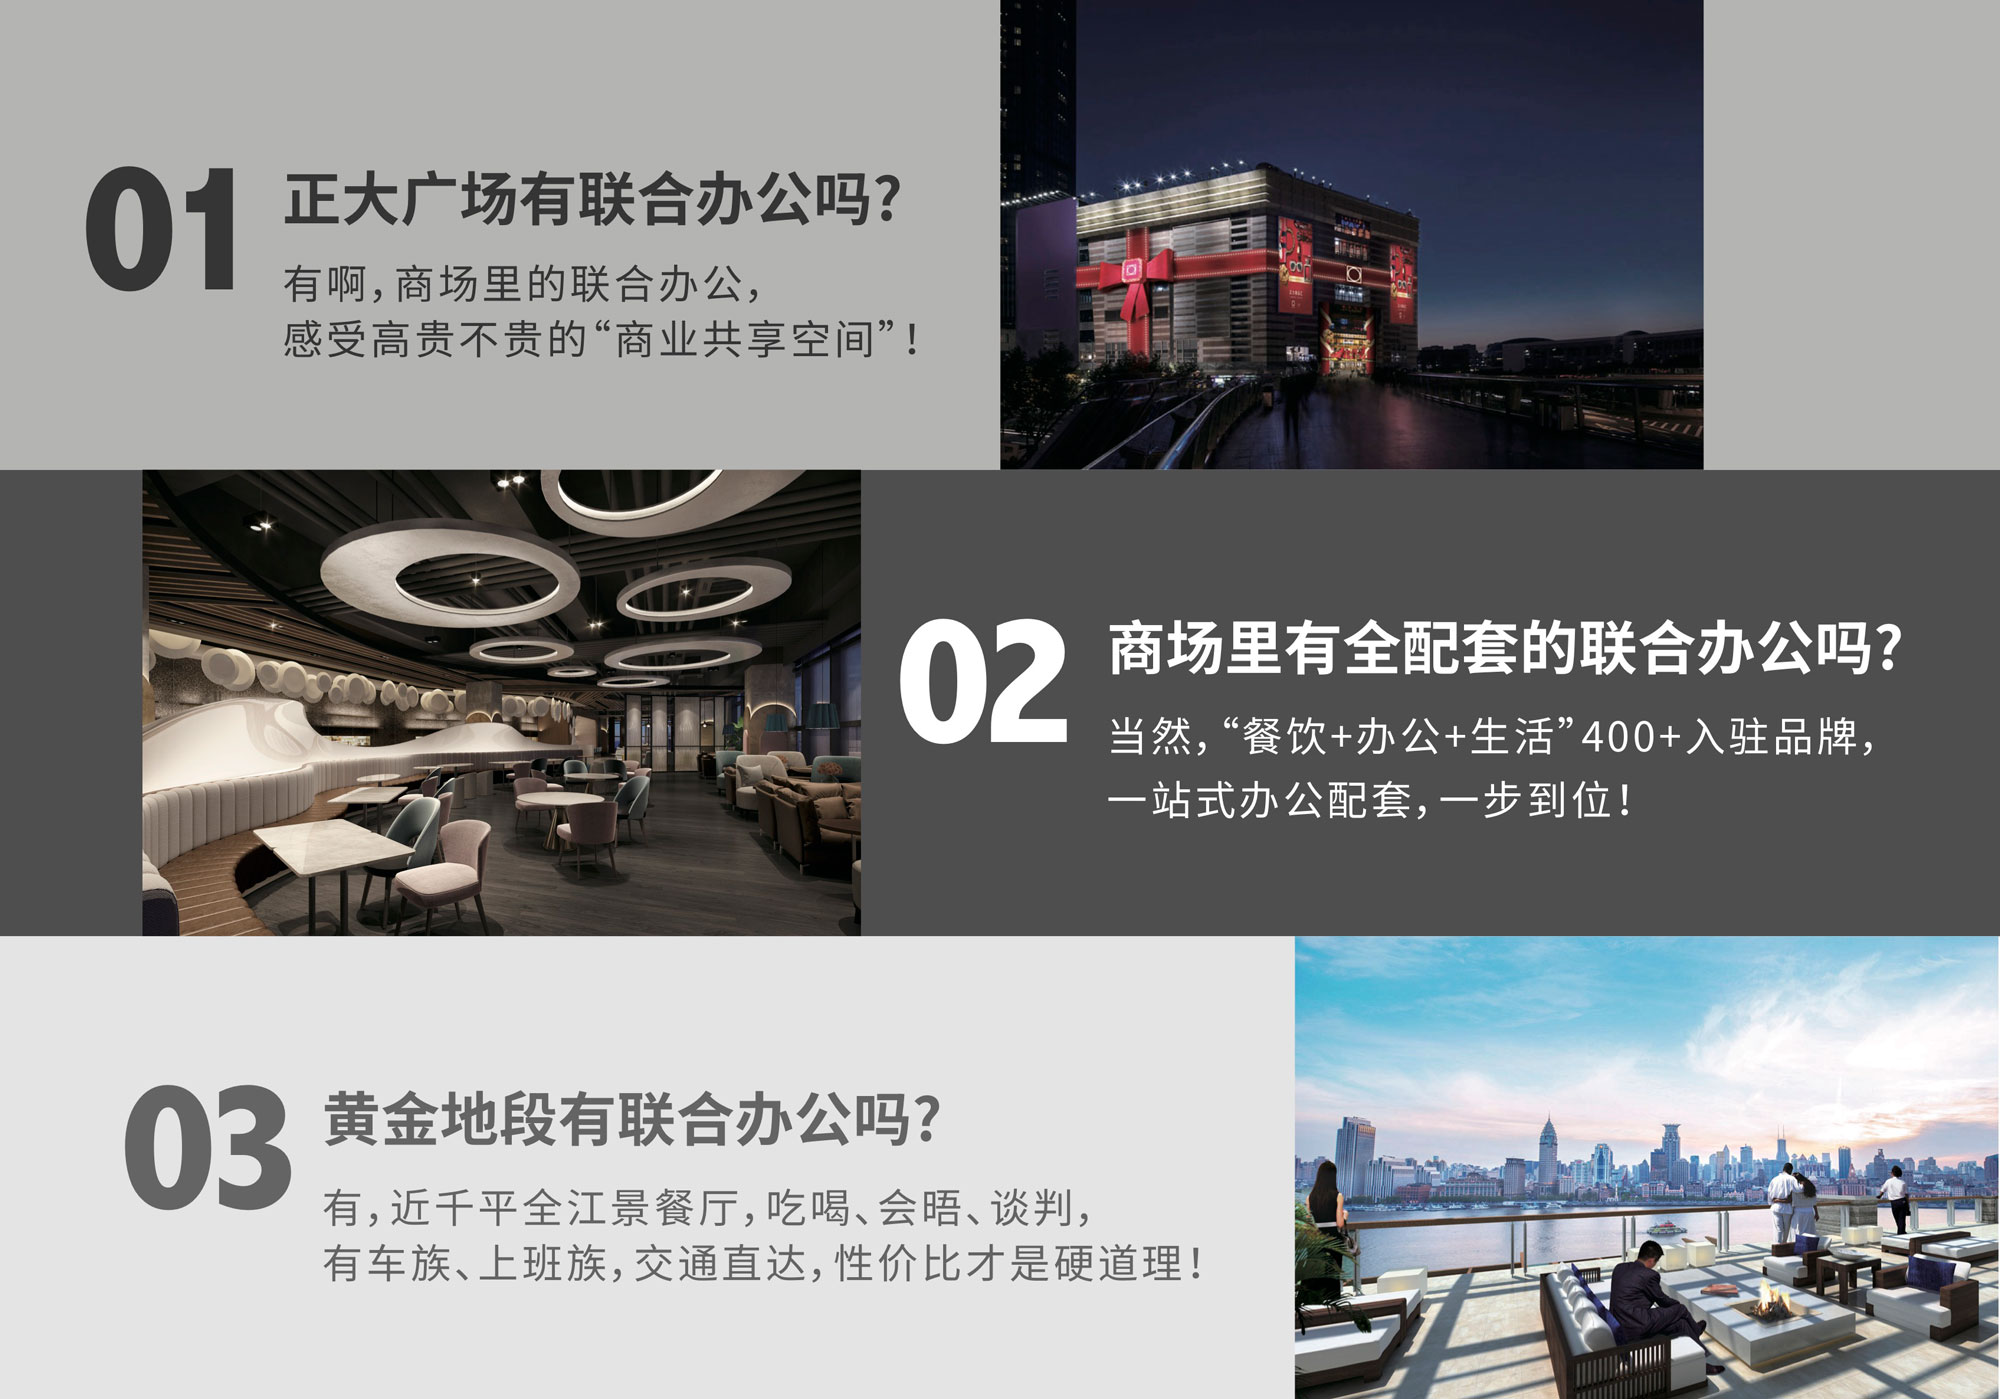 01
正大广场有联合办公吗？
有啊，商场里的联合办公，
感受高贵不贵的“商业共享空间”！
02
商场里有全配套的联合办公吗？
当然，“餐饮+办公+生活”400+入驻品牌，
一站式办公配套，一步到位！
03
黄金地段有联合办公吗？
有，近千平全江景餐厅，吃喝、会晤、谈判，
有车族、上班族，交通直达，性价比才是硬道理！